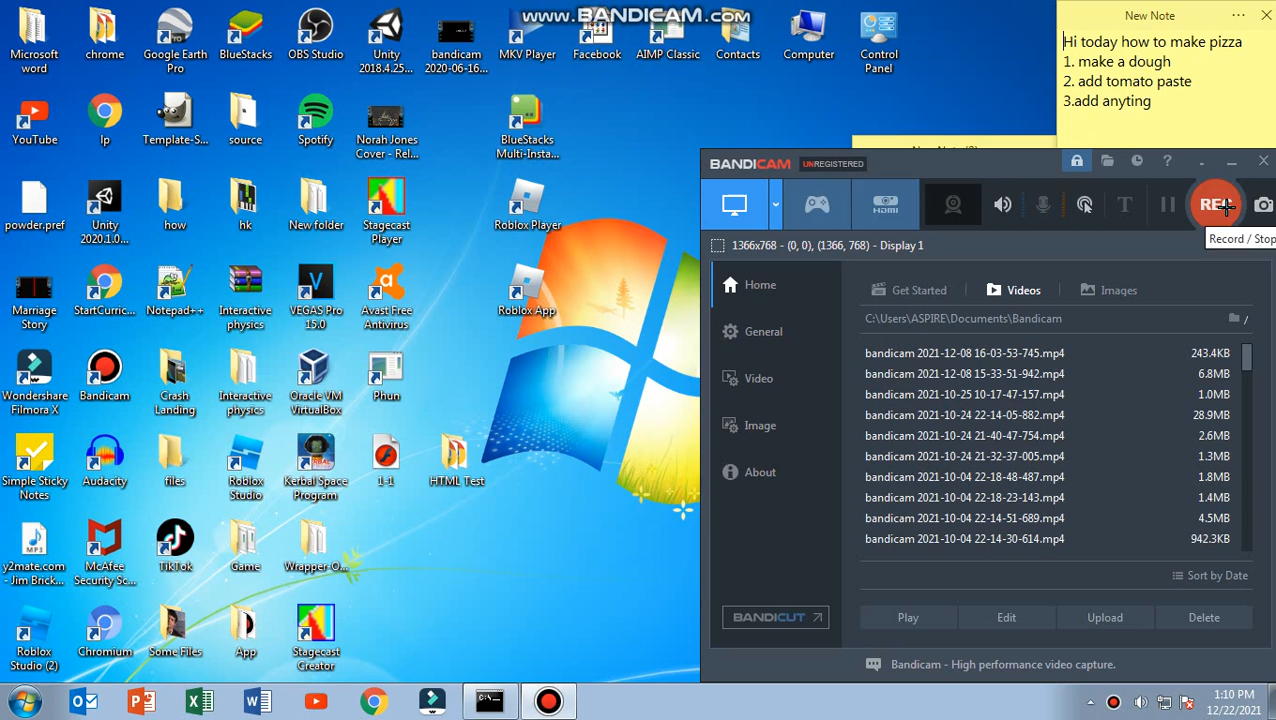 www.BANDICAM.com
Microsoft word
chrome
Google Earth Pro
BlueStacks
OBS Studio
Unity 2018.4.25...
bandicam 2020-06-16...
MKV Player
Facebook
AIMP Classic
Contacts
Computer
Control Panel
YouTube
lp
Template-S...
source
Spotify
Norah Jones Cover - Rel...
BlueStacks Multi-Insta...
powder.pref
Unity 2020.1.0...
how
hk
New folder
Stagecast Player
Roblox Player
Marriage Story
StartCurric...
Notepad++
Interactive physics
VEGAS Pro 15.0
Avast Free Antivirus
Roblox App
Wondershare Filmora X
Bandicam
Crash Landing
Interactive physics
Oracle VM VirtualBox
Phun
Simple Sticky Notes
Audacity
files
Roblox Studio
Kerbal Space Program
1-1
HTML Test
MP3
y2mate.com - Jim Brick...
McAfee Security Sc...
TikTok
Game
Wrapper-O...
Roblox Studio (2)
Chromium
Some Files
App
Stagecast Creator
New Note
Hi today how to make pizza
1. make a dough
2. add tomato paste
3.add anyting
BANDICAM UNREGISTERED
HDMI
REC
Record / Stop
1366x768 - (0, 0), (1366, 768) - Display 1
Home
General
Video
Image
About
BANDICUT
Get Started
Videos
Images
C:\Users\ASPIRE\Documents\Bandicam
/
bandicam 2021-12-08 16-03-53-745.mp4 243.4KB
bandicam 2021-12-08 15-33-51-942.mp4 6.8MB
bandicam 2021-10-25 10-17-47-157.mp4 1.0MB
bandicam 2021-10-24 22-14-05-882.mp4 28.9MB
bandicam 2021-10-24 21-40-47-754.mp4 2.6MB
bandicam 2021-10-24 21-32-37-005.mp4 1.3MB
bandicam 2021-10-04 22-18-48-487.mp4 1.8MB
bandicam 2021-10-04 22-18-23-143.mp4 1.4MB
bandicam 2021-10-04 22-14-51-689.mp4 4.5MB
bandicam 2021-10-04 22-14-30-614.mp4 942.3KB
Sort by Date
Play
Edit
Upload
Delete
Bandicam - High performance video capture.
1:10 PM
12/22/2021